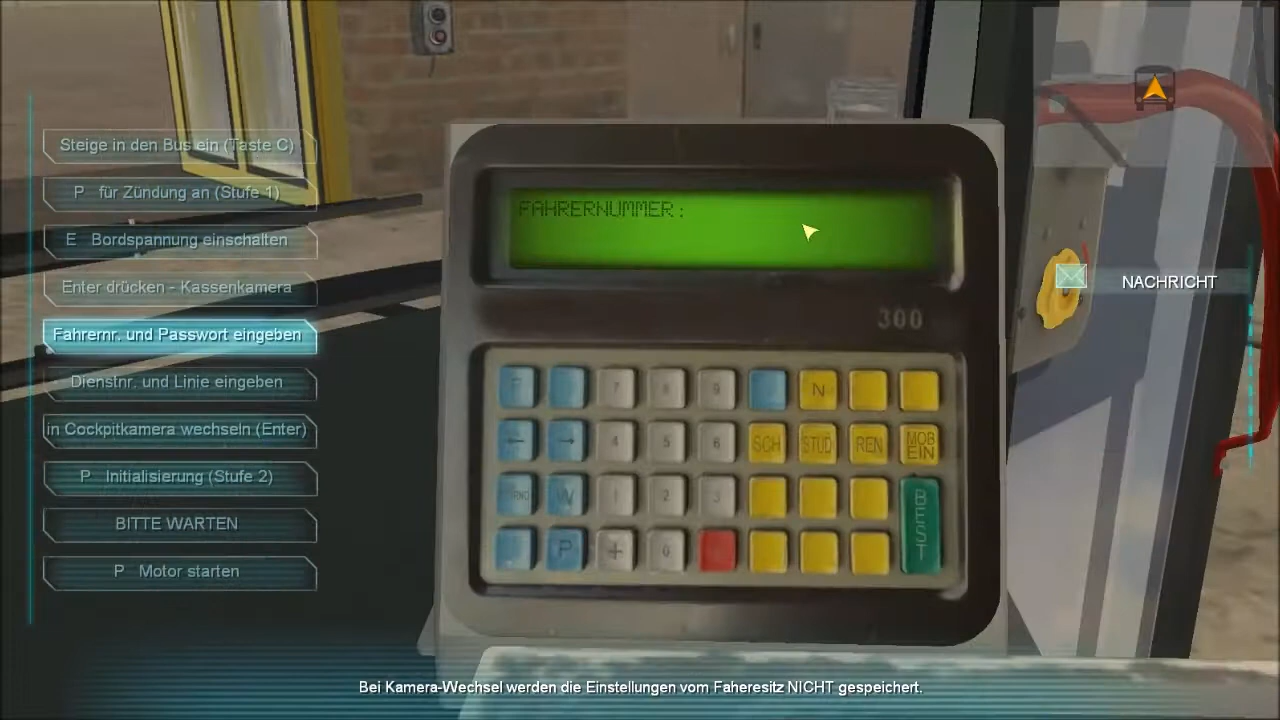 Steige in den Bus ein (Taste C)
P für Zündung an (Stufe 1)
E Bordspannung einschalten
Enter drücken - Kassenkamera
Fahrernr. und Passwort eingeben
Dienstnr. und Linie eingeben
in Cockpitkamera wechseln (Enter)
P Initialisierung (Stufe 2)
BITTE WARTEN
P Motor starten
FAHRERNUMMER:
300
7 8 9 N
← → 4 5 6 SCH STUD REN MOB EIN
W 1 2 3
P + 0
BEST
NACHRICHT
Bei Kamera-Wechsel werden die Einstellungen vom Faheresitz NICHT gespeichert.